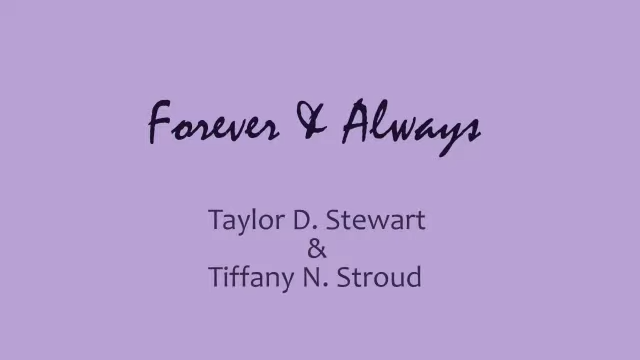 Forever & Always
Taylor D. Stewart
&
Tiffany N. Stroud